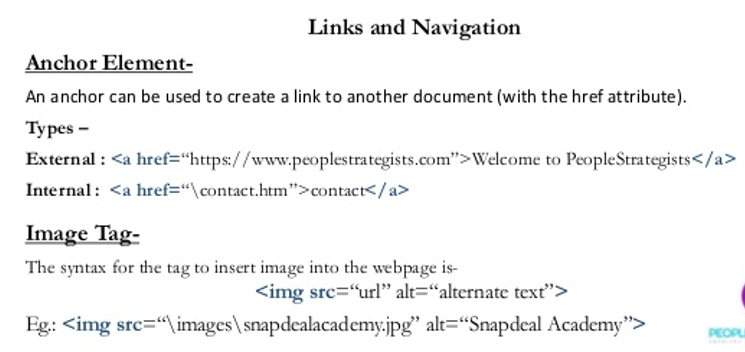 Links and Navigation
Anchor Element-
An anchor can be used to create a link to another document (with the href attribute).
Types –
External : <a href=“https://www.peoplestrategists.com”>Welcome to PeopleStrategists</a>
Internal : <a href=“\contact.htm”>contact</a>
Image Tag-
The syntax for the tag to insert image into the webpage is-
<img src=“url” alt=“alternate text”>
Eg.: <img src=“\images\snapdealacademy.jpg” alt=“Snapdeal Academy”>
PEOPL